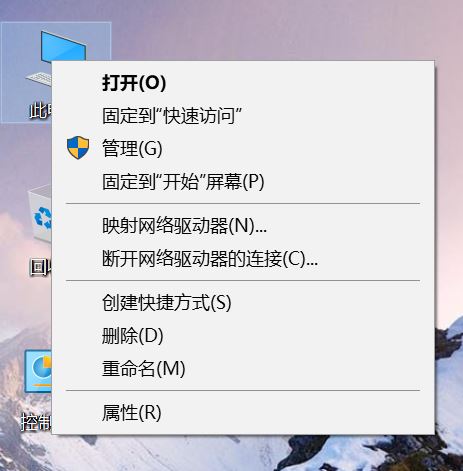 打开(O)
固定到“快速访问”
管理(G)
固定到“开始”屏幕(P)
映射网络驱动器(N)...
断开网络驱动器的连接(C)...
创建快捷方式(S)
删除(D)
重命名(M)
属性(R)
此
回
控制